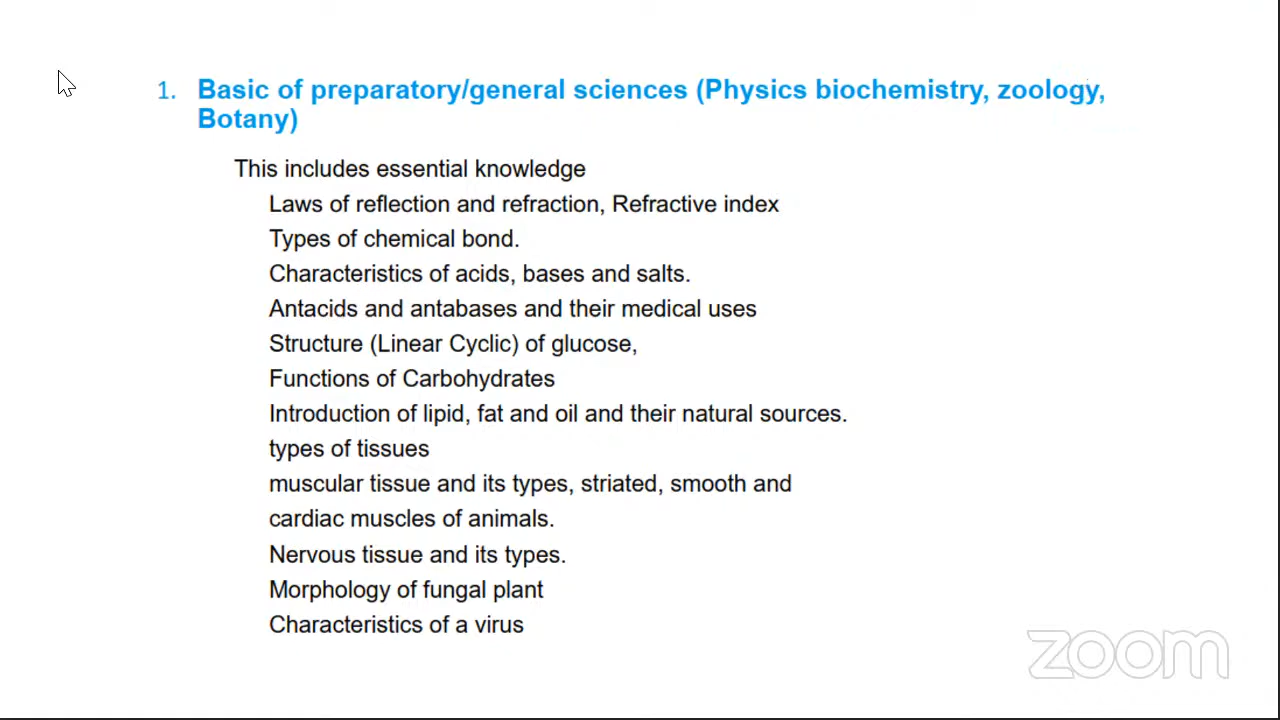 1. Basic of preparatory/general sciences (Physics biochemistry, zoology,
Botany)
This includes essential knowledge
Laws of reflection and refraction, Refractive index
Types of chemical bond.
Characteristics of acids, bases and salts.
Antacids and antabases and their medical uses
Structure (Linear Cyclic) of glucose,
Functions of Carbohydrates
Introduction of lipid, fat and oil and their natural sources.
types of tissues
muscular tissue and its types, striated, smooth and
cardiac muscles of animals.
Nervous tissue and its types.
Morphology of fungal plant
Characteristics of a virus
zoom